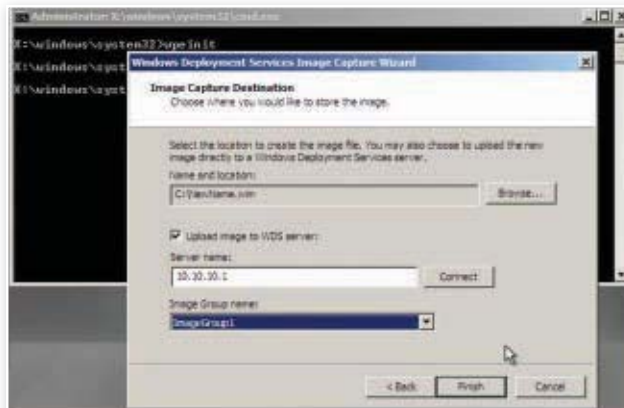 Administrator: X:\windows\system32\cmd.exe
X:\windows\system32>wpeinit
X:\windows\syst
X:\windows\syst
Windows Deployment Services Image Capture Wizard
Image Capture Destination
Choose where you would like to store the image.
Select the location to create the image file. You may also choose to upload the new
image directly to a Windows Deployment Services server.
Name and location:
Browse...
Upload image to WDS server:
Server name:
10.10.10.1
Connect
Image Group name:
ImageGroup1
< Back
Finish
Cancel